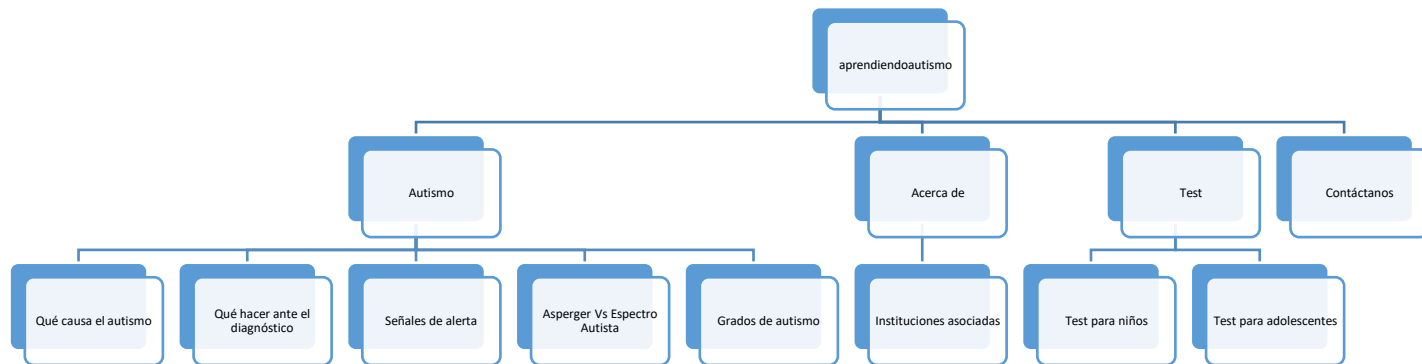 aprendiendoautismo
Autismo
Acerca de
Test
Contáctanos
Qué causa el autismo
Qué hacer ante el
diagnóstico
Señales de alerta
Asperger Vs Espectro
Autista
Grados de autismo
Instituciones asociadas
Test para niños
Test para adolescentes